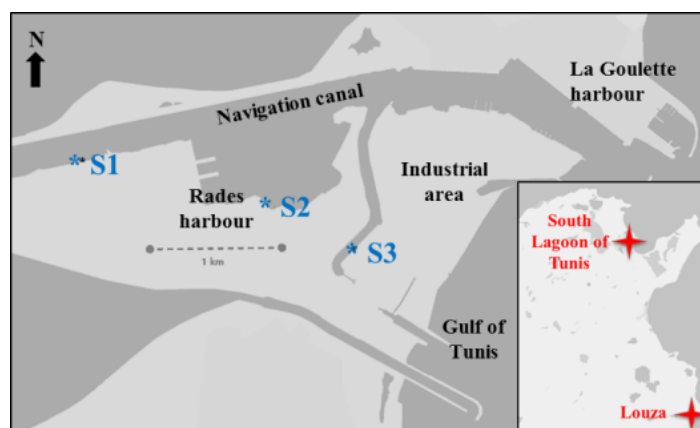 N
La Goulette
harbour
Navigation canal
S1
Rades
harbour
S2
Industrial
area
S3
1 km
Gulf of
Tunis
South
Lagoon of
Tunis
Louza